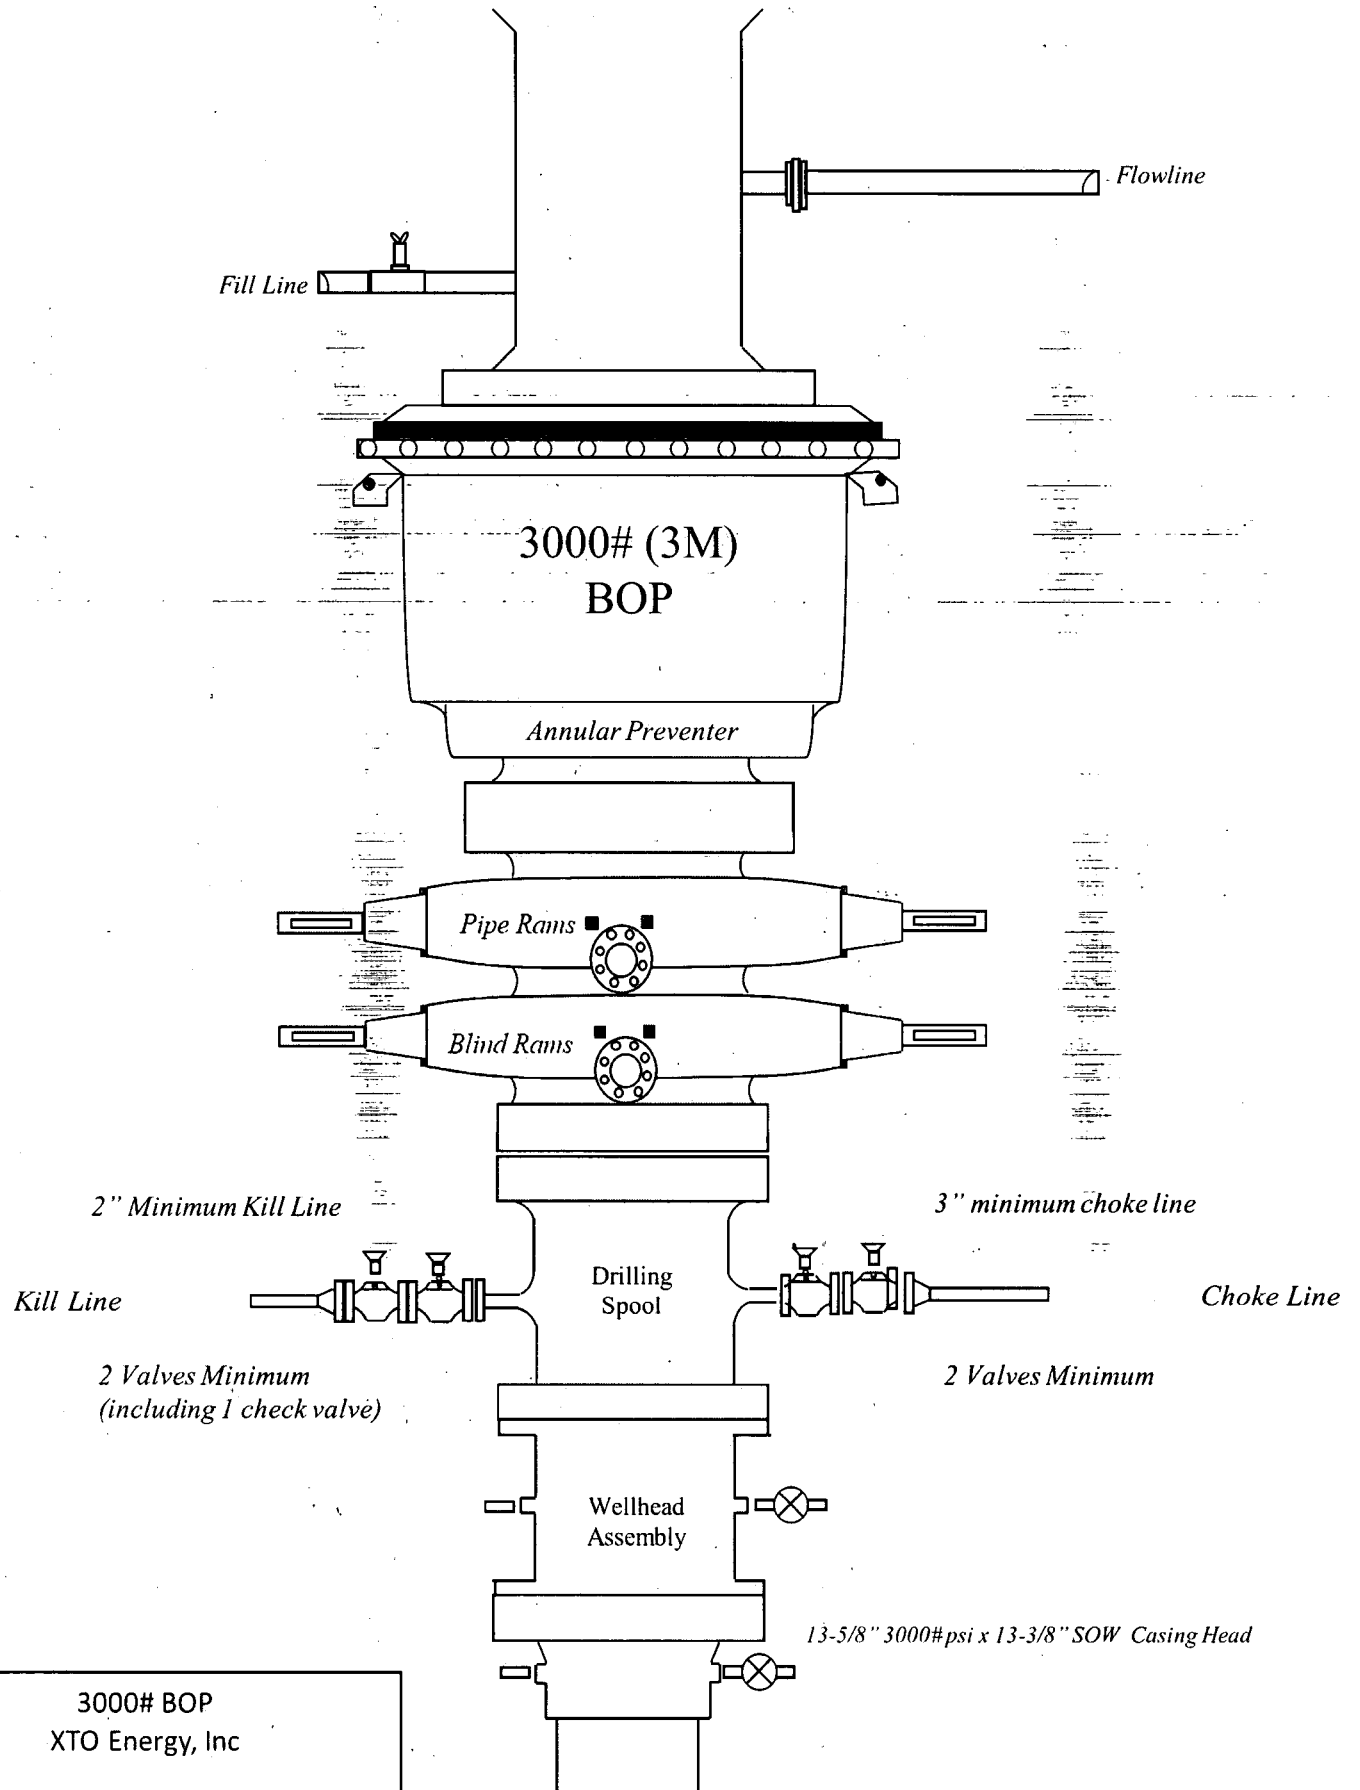 Flowline
Fill Line
3000# (3M)
BOP
Annular Preventer
Pipe Rams
Blind Rams
2" Minimum Kill Line
3" minimum choke line
Drilling
Spool
Kill Line
Choke Line
2 Valves Minimum
(including 1 check valve)
2 Valves Minimum
Wellhead
Assembly
13-5/8" 3000# psi x 13-3/8" SOW Casing Head
3000# BOP
XTO Energy, Inc